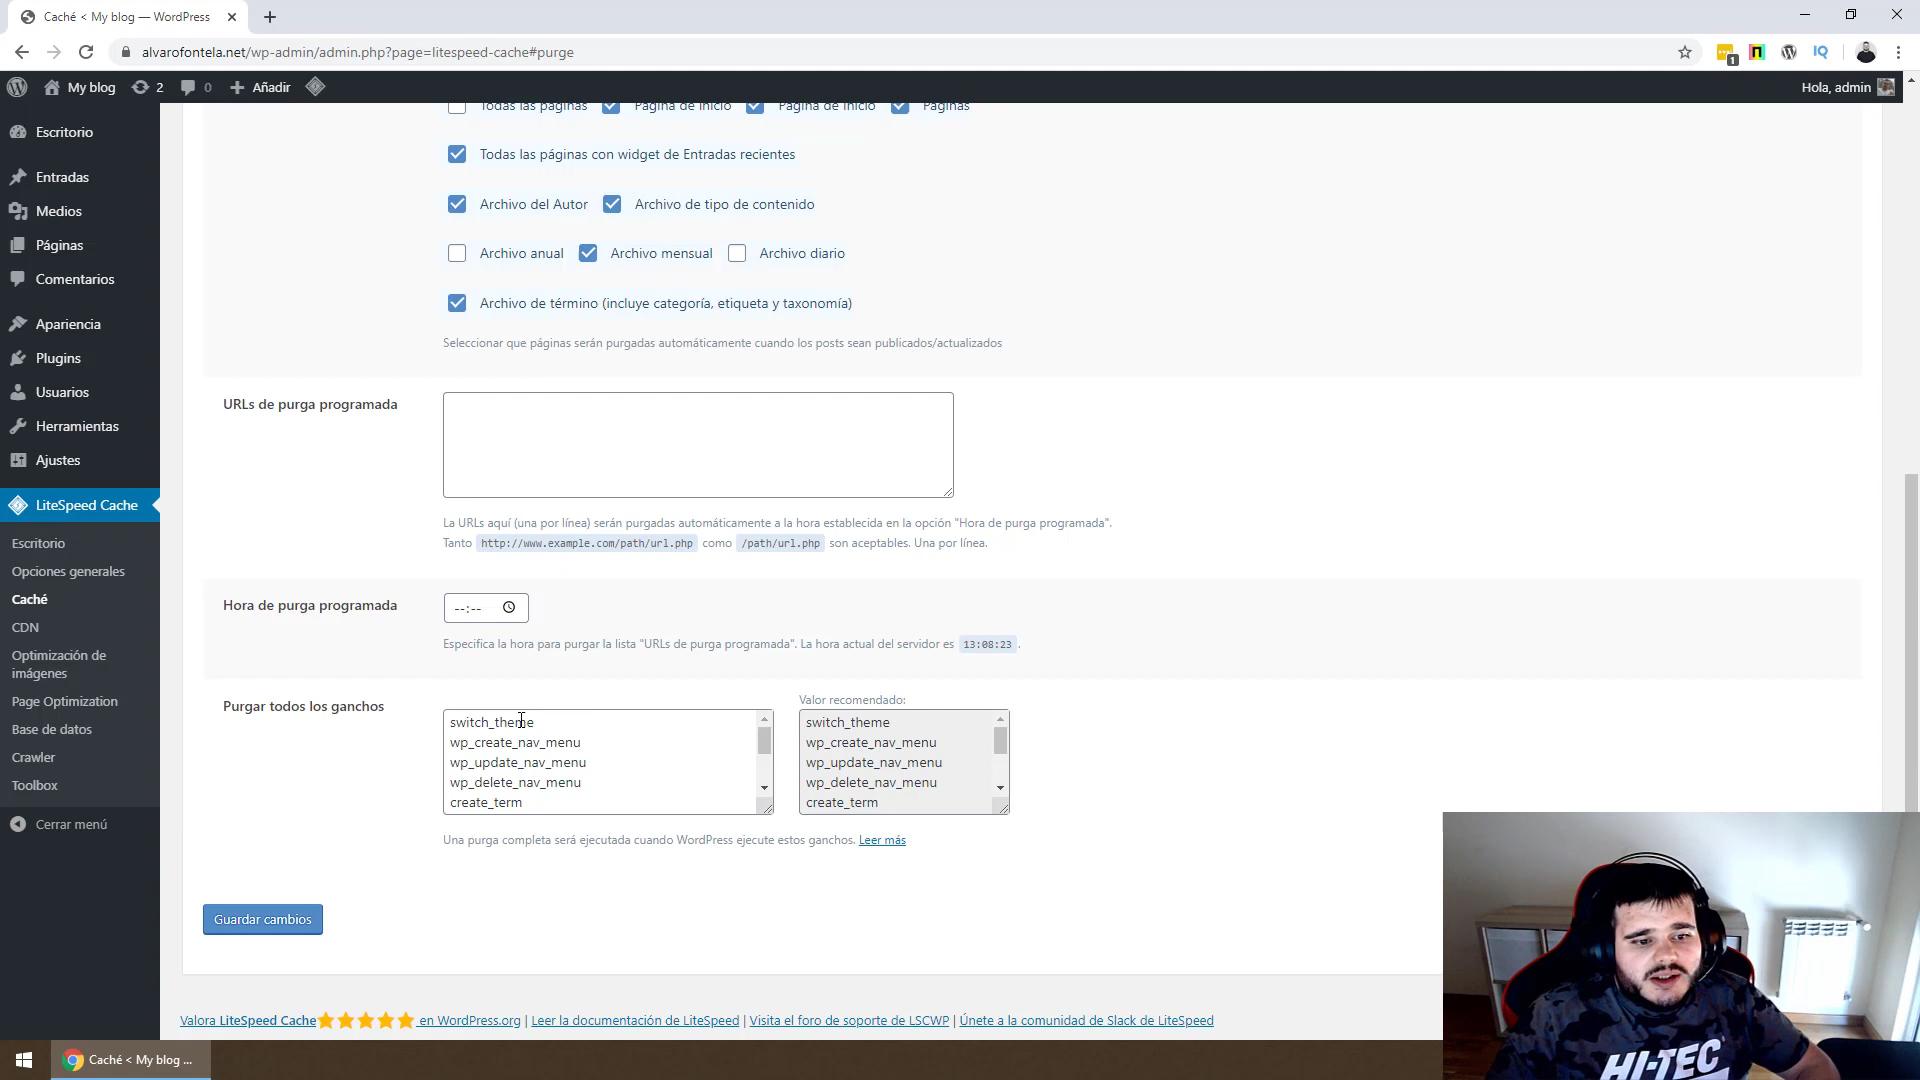 Caché < My blog — WordPress
alvarofontela.net/wp-admin/admin.php?page=litespeed-cache#purge
1
IQ
My blog 2 0 Añadir
Hola, admin
Escritorio
Entradas
Medios
Páginas
Comentarios
Apariencia
Plugins
Usuarios
Herramientas
Ajustes
LiteSpeed Cache
Escritorio
Opciones generales
Caché
CDN
Optimización de
imágenes
Page Optimization
Base de datos
Crawler
Toolbox
Cerrar menú
Todas las páginas Página de inicio Página de inicio Páginas
Todas las páginas con widget de Entradas recientes
Archivo del Autor Archivo de tipo de contenido
Archivo anual Archivo mensual Archivo diario
Archivo de término (incluye categoría, etiqueta y taxonomía)
Seleccionar que páginas serán purgadas automáticamente cuando los posts sean publicados/actualizados
URLs de purga programada
La URLs aquí (una por línea) serán purgadas automáticamente a la hora establecida en la opción "Hora de purga programada".
Tanto http://www.example.com/path/url.php como /path/url.php son aceptables. Una por línea.
Hora de purga programada
--:--
Especifica la hora para purgar la lista "URLs de purga programada". La hora actual del servidor es 13:08:23 .
Purgar todos los ganchos
switch_theme
wp_create_nav_menu
wp_update_nav_menu
wp_delete_nav_menu
create_term
Valor recomendado:
switch_theme
wp_create_nav_menu
wp_update_nav_menu
wp_delete_nav_menu
create_term
Una purga completa será ejecutada cuando WordPress ejecute estos ganchos. Leer más
Guardar cambios
Valora LiteSpeed Cache en WordPress.org | Leer la documentación de LiteSpeed | Visita el foro de soporte de LSCWP | Únete a la comunidad de Slack de LiteSpeed
HI-TEC
Caché < My blog ...